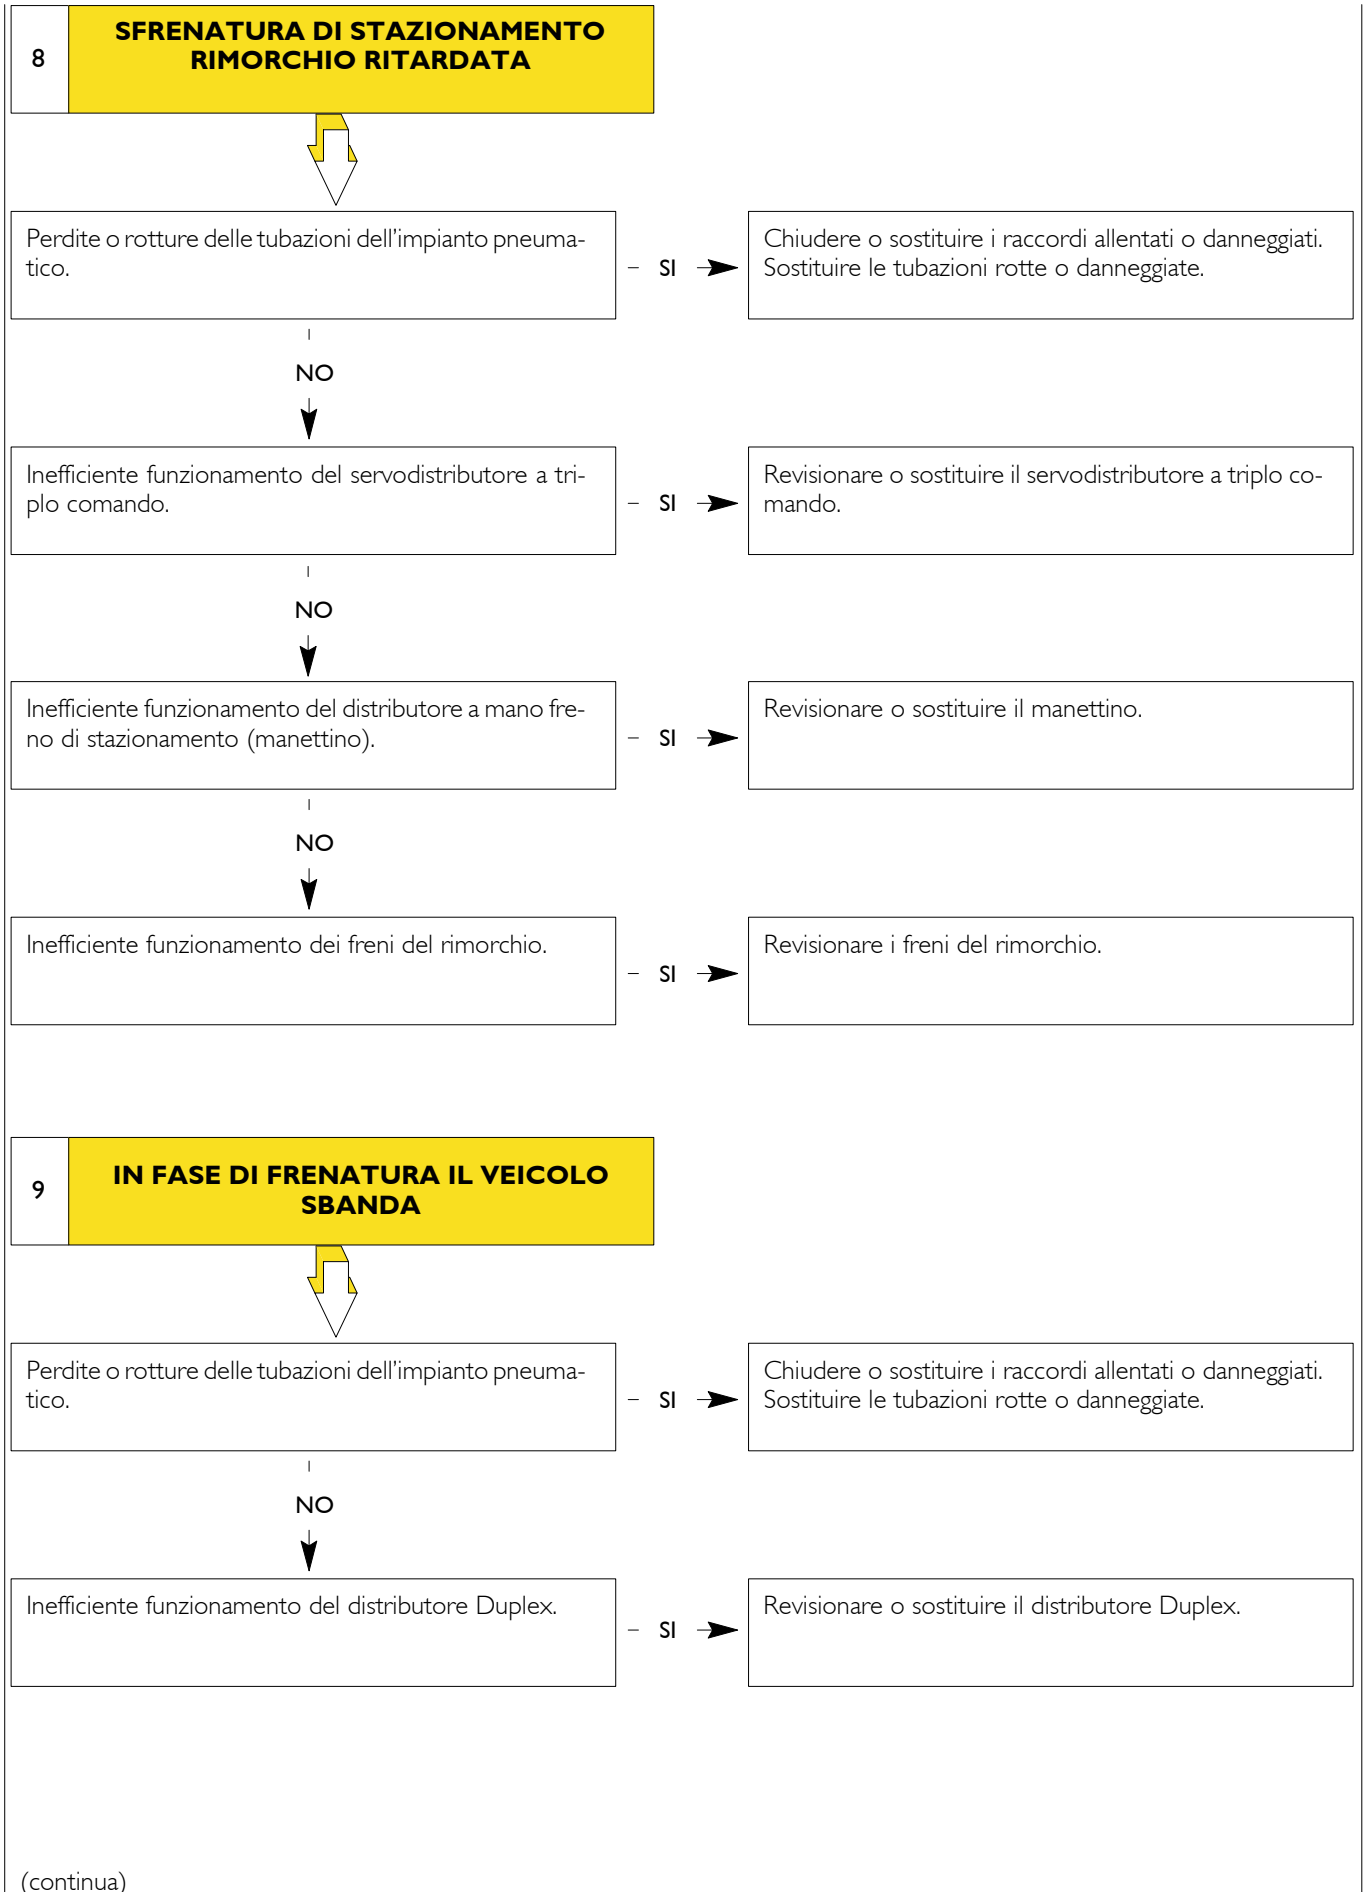 8
SFRENATURA DI STAZIONAMENTO
RIMORCHIO RITARDATA
Perdite o rotture delle tubazioni dell'impianto pneuma-
tico.
SI
Chiudere o sostituire i raccordi allentati o danneggiati.
Sostituire le tubazioni rotte o danneggiate.
NO
Inefficiente funzionamento del servodistributore a tri-
plo comando.
SI
Revisionare o sostituire il servodistributore a triplo co-
mando.
NO
Inefficiente funzionamento del distributore a mano fre-
no di stazionamento (manettino).
SI
Revisionare o sostituire il manettino.
NO
Inefficiente funzionamento dei freni del rimorchio.
SI
Revisionare i freni del rimorchio.
9
IN FASE DI FRENATURA IL VEICOLO
SBANDA
Perdite o rotture delle tubazioni dell'impianto pneuma-
tico.
SI
Chiudere o sostituire i raccordi allentati o danneggiati.
Sostituire le tubazioni rotte o danneggiate.
NO
Inefficiente funzionamento del distributore Duplex.
SI
Revisionare o sostituire il distributore Duplex.
(continua)